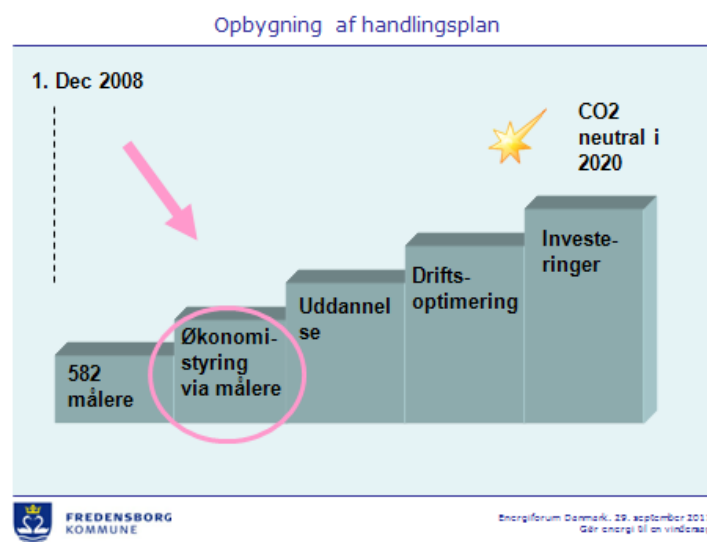 Opbygning af handlingsplan
1. Dec 2008
CO2
neutral i
2020
Investe-
ringer
Drifts-
optimering
Uddannel
se
Økonomi-
styring
via målere
582
målere
FREDENSBORG
KOMMUNE
Energiforum Danmark, 29. september
Gør energi til en